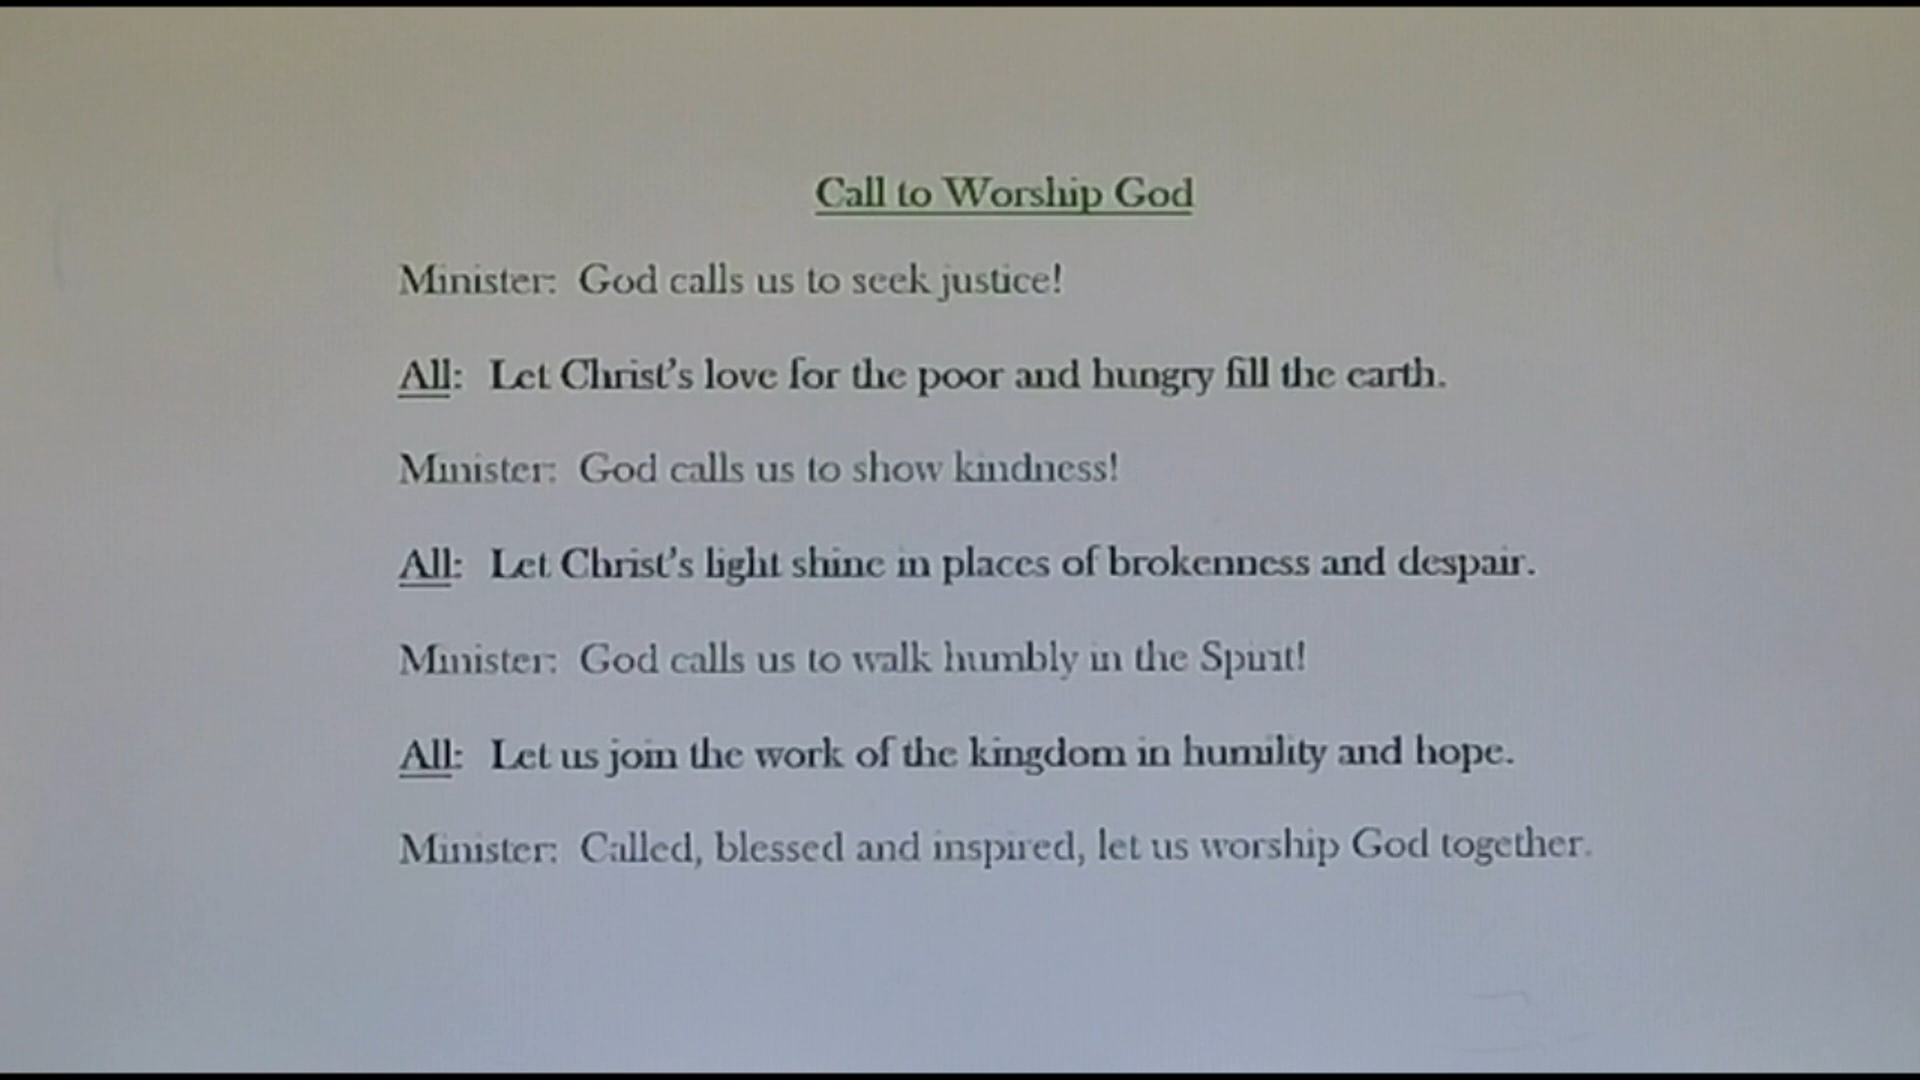 Call to Worship God
Minister: God calls us to seek justice!
All: Let Christ's love for the poor and hungry fill the earth.
Minister: God calls us to show kindness!
All: Let Christ's light shine in places of brokenness and despair.
Minister: God calls us to walk humbly in the Spirit!
All: Let us join the work of the kingdom in humility and hope.
Minister: Called, blessed and inspired, let us worship God together.